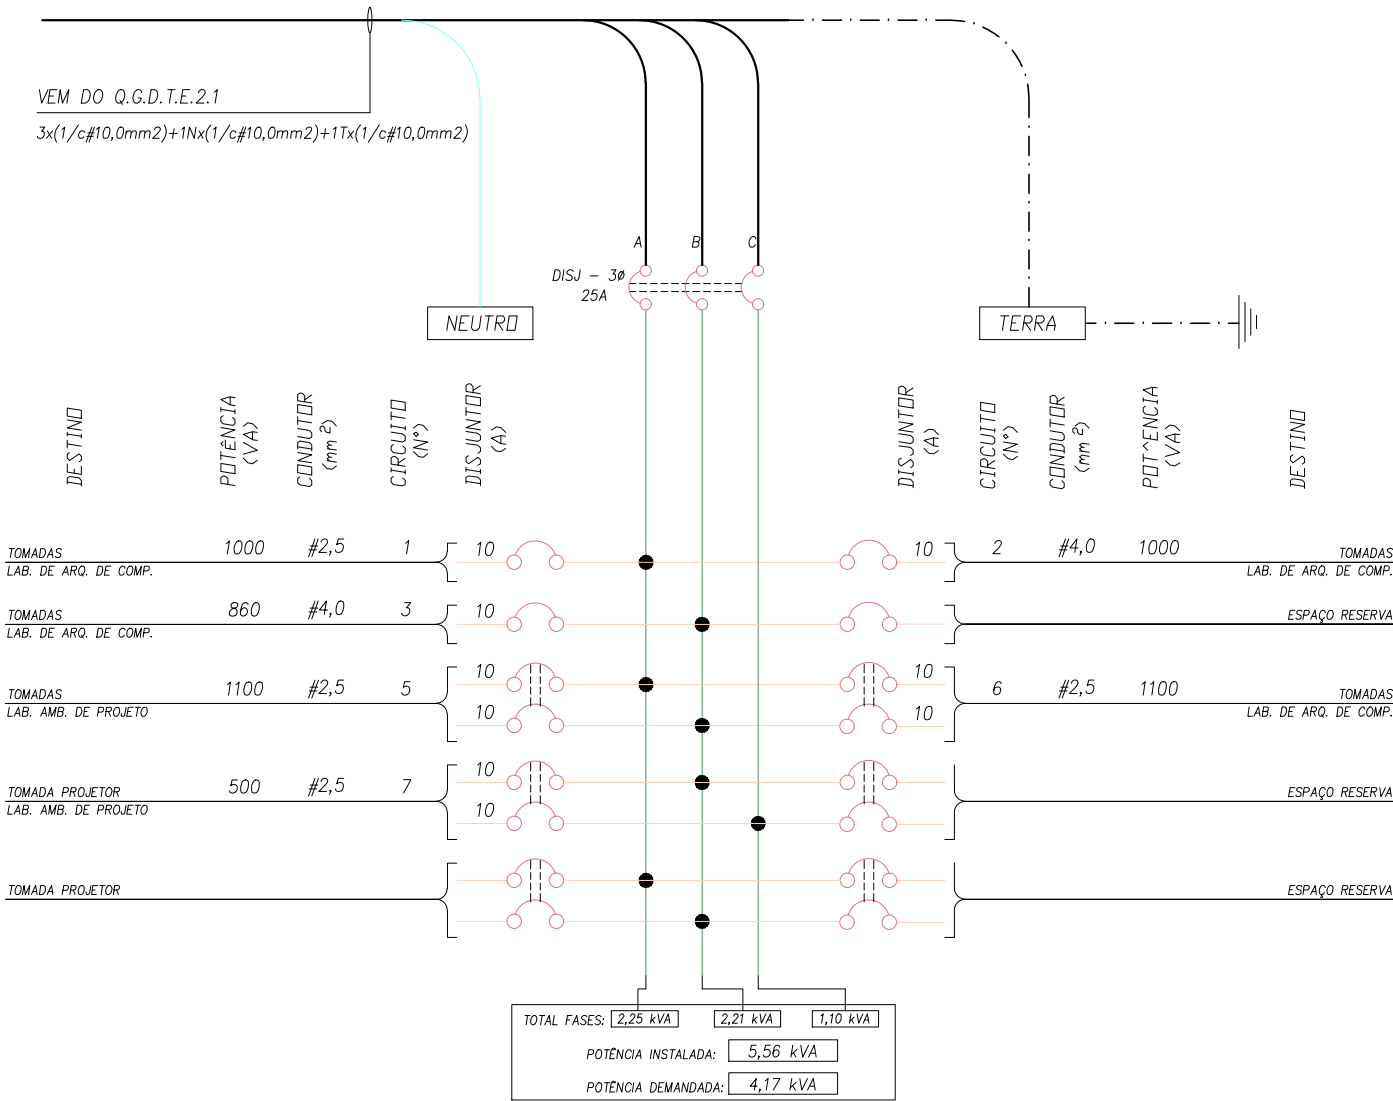 VEM DO Q.G.D.T.E.2.1
3x(1/c#10,0mm2)+1Nx(1/c#10,0mm2)+1Tx(1/c#10,0mm2)
A B C
DISJ - 3ø
25A
NEUTRO
TERRA
DESTINO
POTÊNCIA
(VA)
CONDUTOR
(mm 2)
CIRCUITO
(N°)
DISJUNTOR
(A)
DISJUNTOR
(A)
CIRCUITO
(N°)
CONDUTOR
(mm 2)
POT^ENCIA
(VA)
DESTINO
TOMADAS 1000 #2,5 1 10 10 2 #4,0 1000 TOMADAS
LAB. DE ARQ. DE COMP. LAB. DE ARQ. DE COMP.
TOMADAS 860 #4,0 3 10 ESPAÇO RESERVA
LAB. DE ARQ. DE COMP.
10 10
TOMADAS 1100 #2,5 5 6 #2,5 1100 TOMADAS
LAB. AMB. DE PROJETO 10 10 LAB. DE ARQ. DE COMP.
10
TOMADA PROJETOR 500 #2,5 7 ESPAÇO RESERVA
LAB. AMB. DE PROJETO 10
TOMADA PROJETOR ESPAÇO RESERVA
TOTAL FASES: 2,25 kVA 2,21 kVA 1,10 kVA
POTÊNCIA INSTALADA: 5,56 kVA
POTÊNCIA DEMANDADA: 4,17 kVA